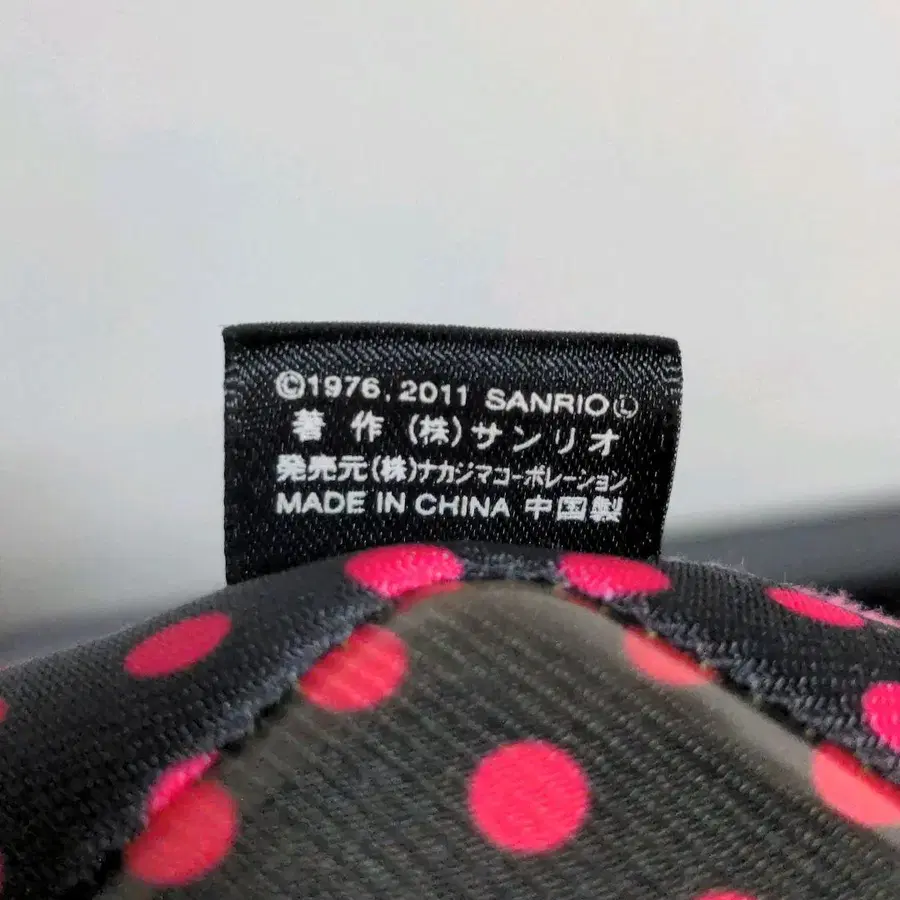 ©1976, 2011 SANRIO Ⓛ
著作 (株)サンリオ
発売元(株)ナカジマコーポレーション
MADE IN CHINA 中国製